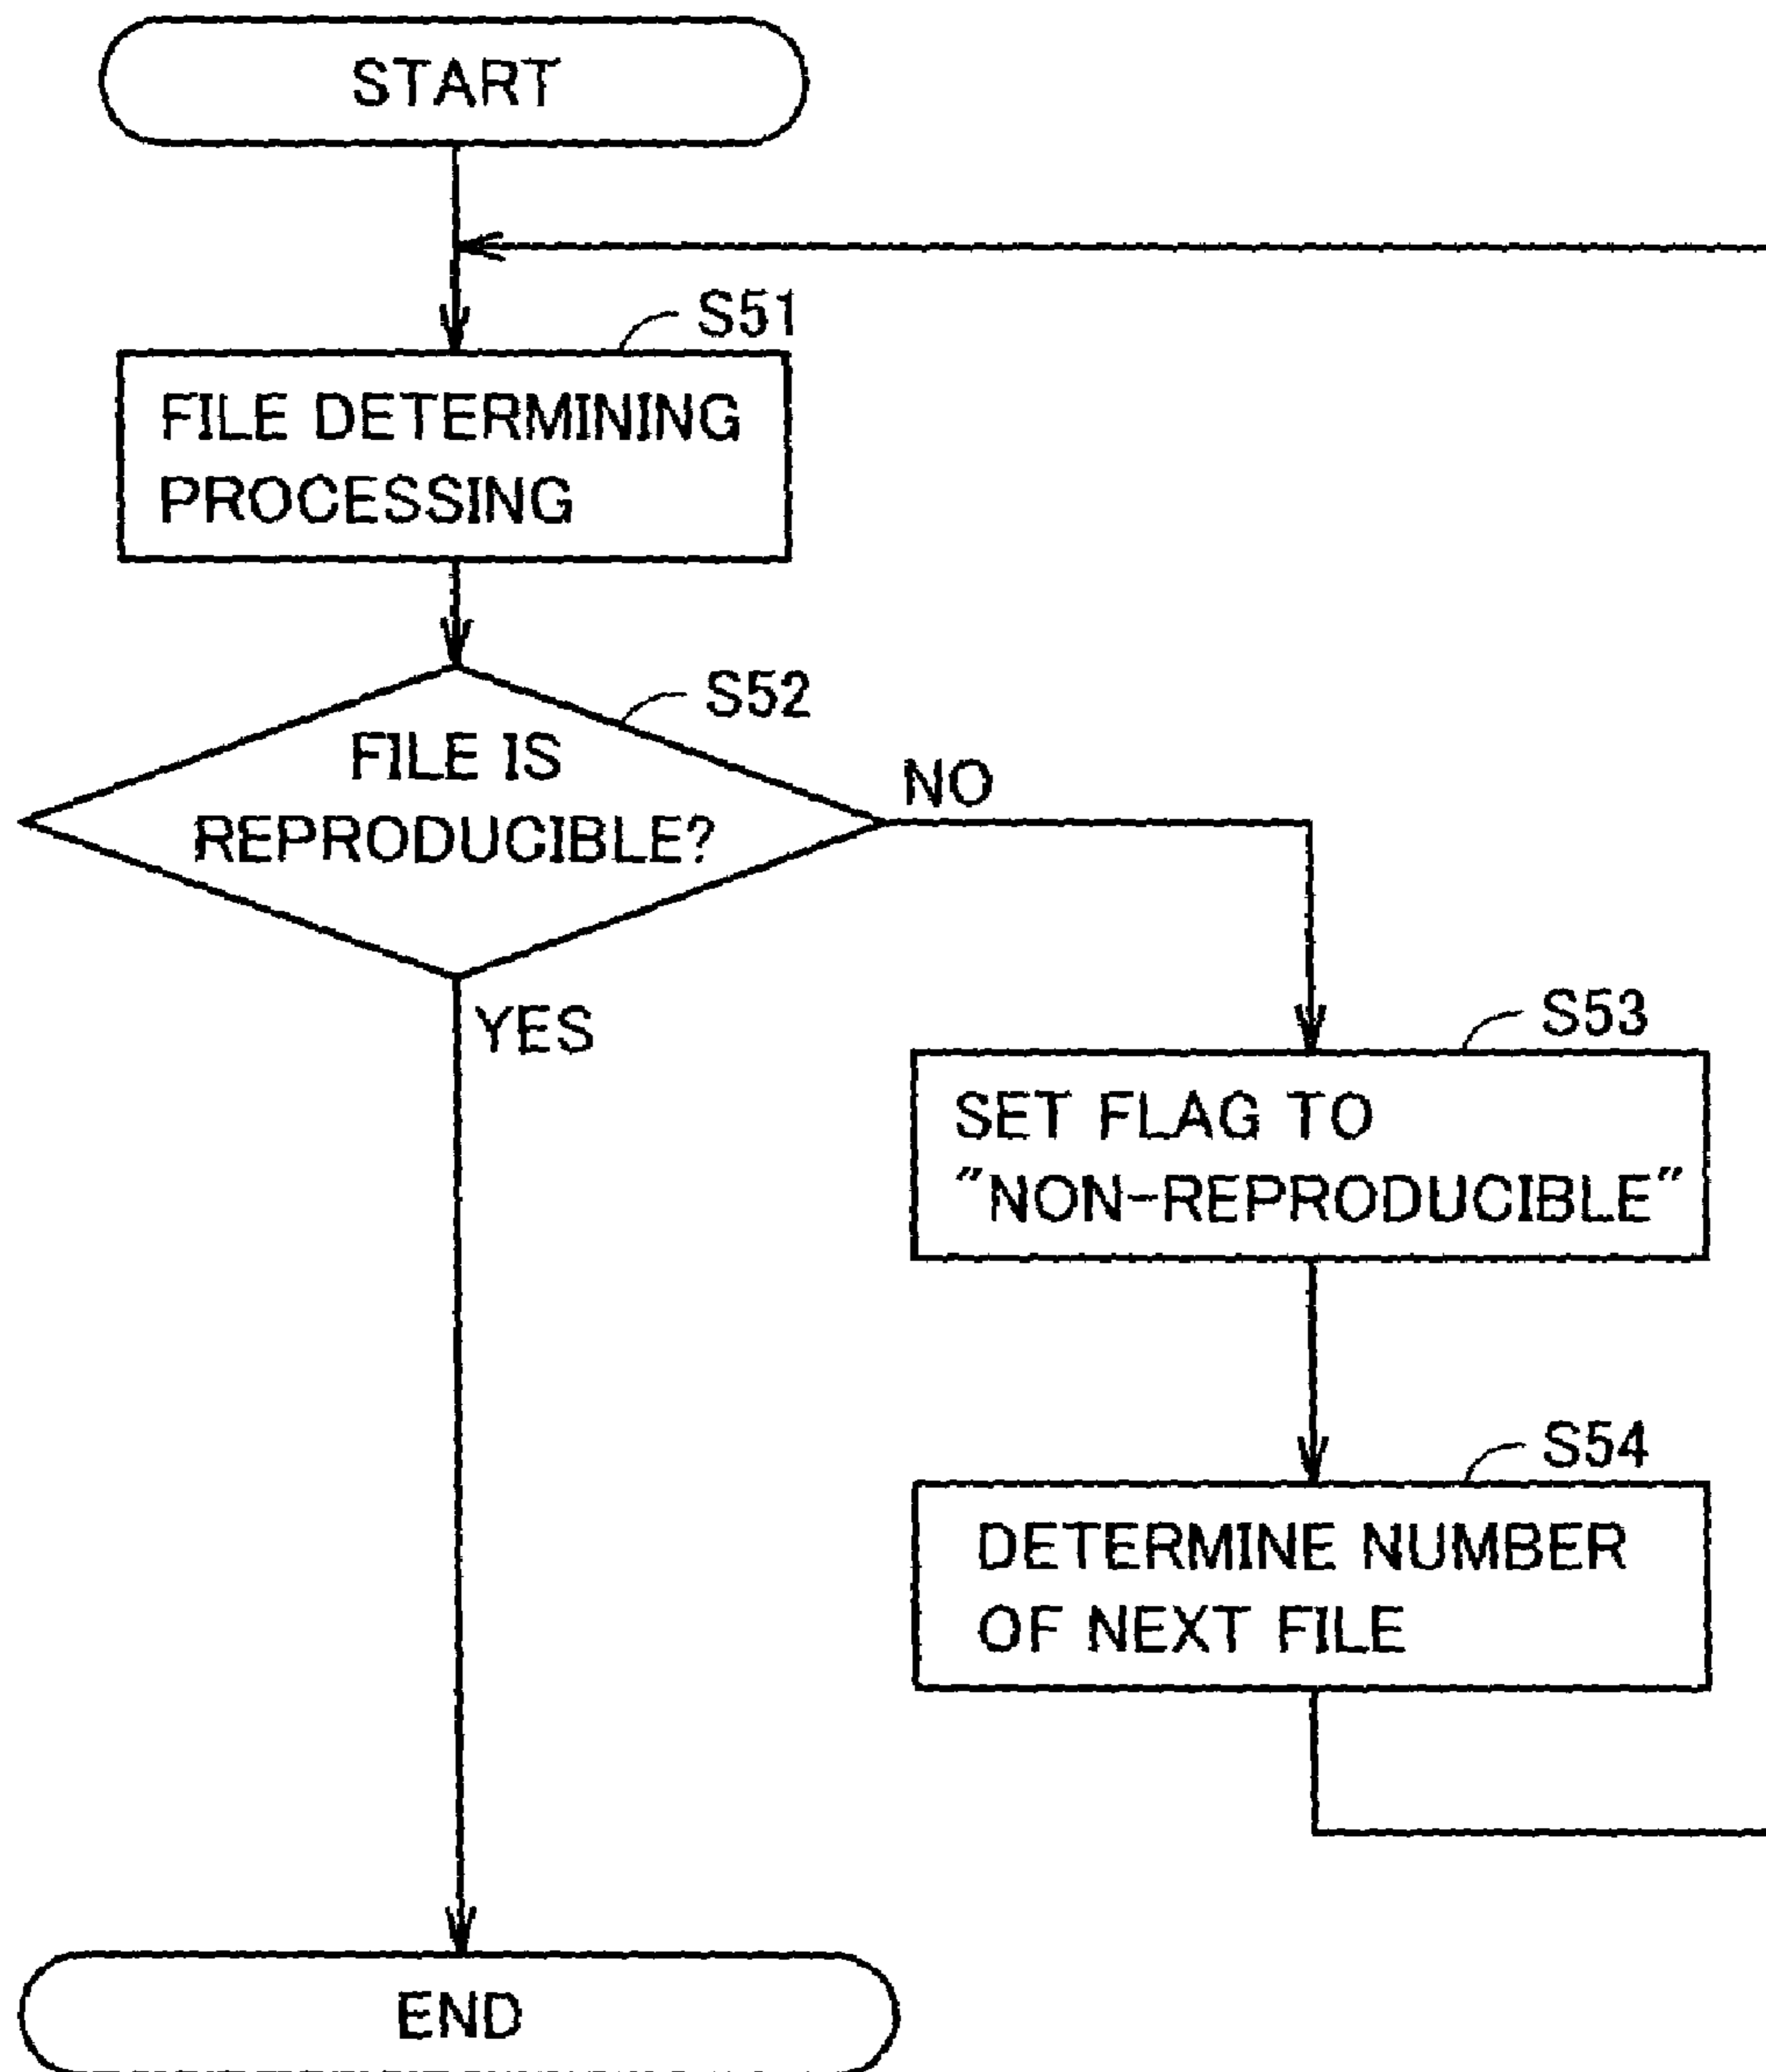 START
S51
FILE DETERMINING
PROCESSING
S52
FILE IS
REPRODUCIBLE?
NO
YES
S53
SET FLAG TO
"NON-REPRODUCIBLE"
S54
DETERMINE NUMBER
OF NEXT FILE
END